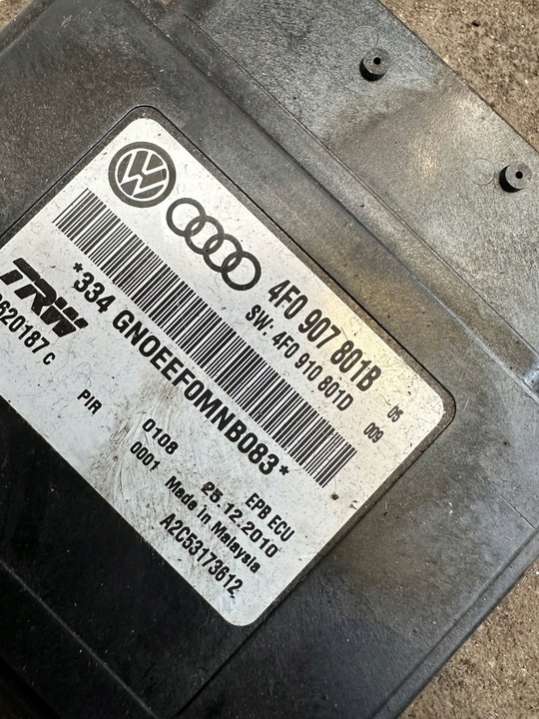 4F0 907 801B 05
SW: 4F0 910 801D 009
*334 GNOEEF0MNB083*
TRW
620187 C
PIR 0108 EPB ECU
0001 25.12.2010
Made in Malaysia
A2C53173612